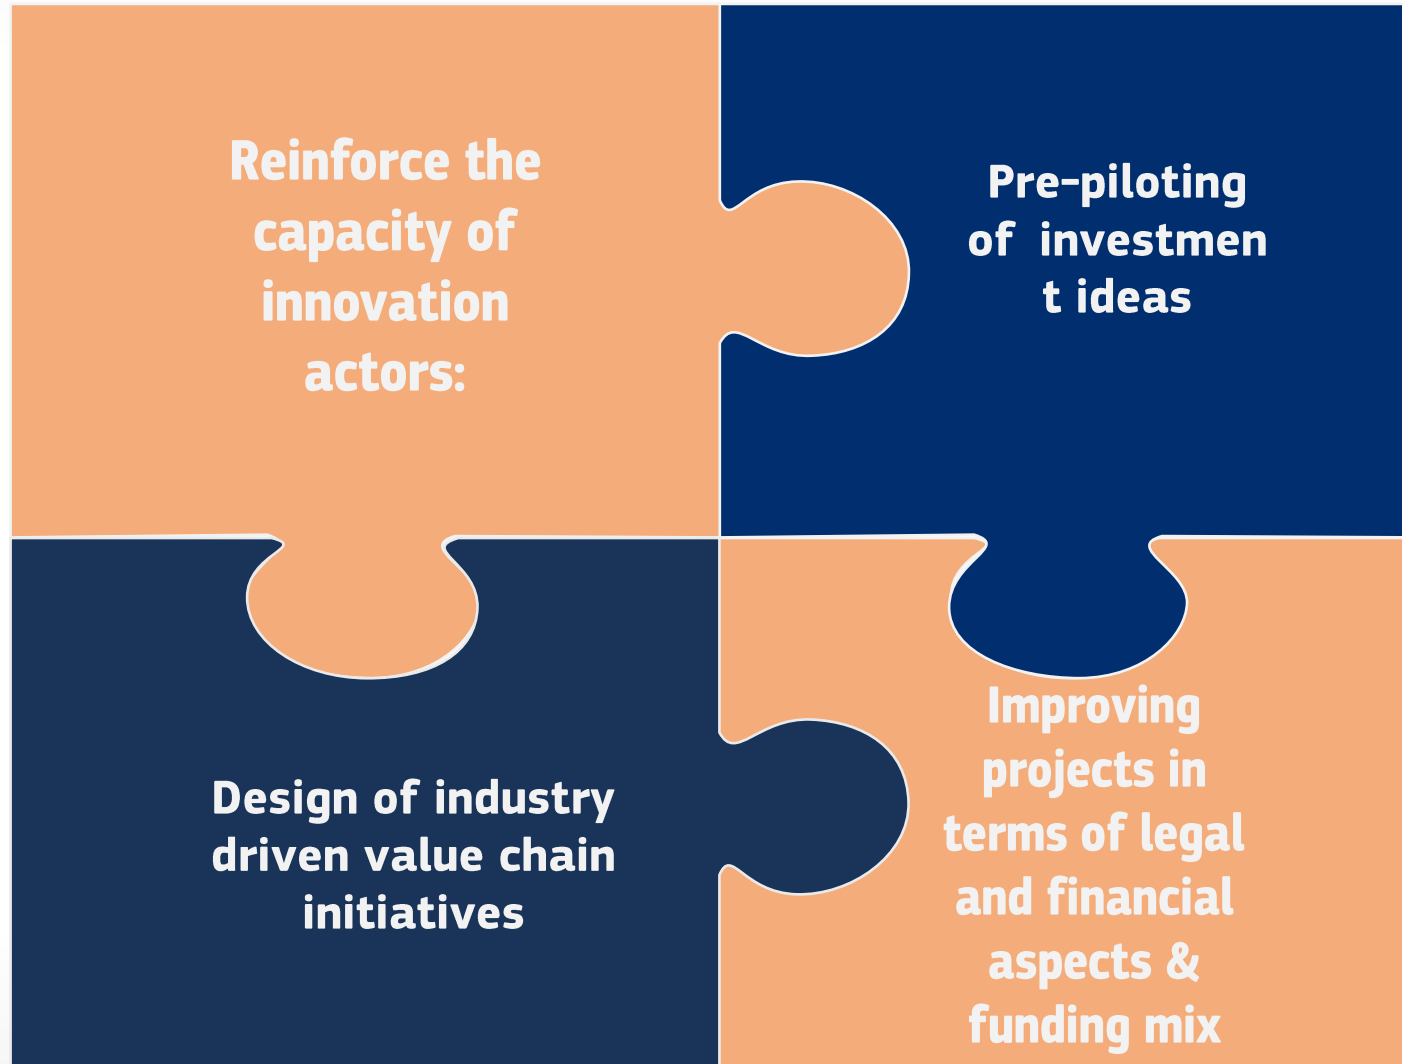 Reinforce the
capacity of
innovation
actors:
Pre-piloting
of  investmen
t ideas
Design of industry
driven value chain
initiatives
Improving
projects in
terms of legal
and financial
aspects &
funding mix